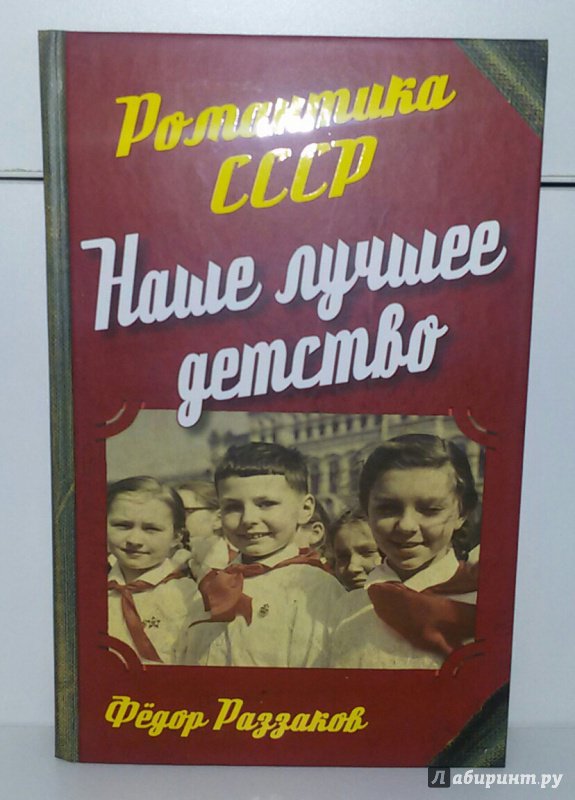 Романтика
СССР
Наше лучшее
детство
Фёдор Раззаков
Лабиринт.ру